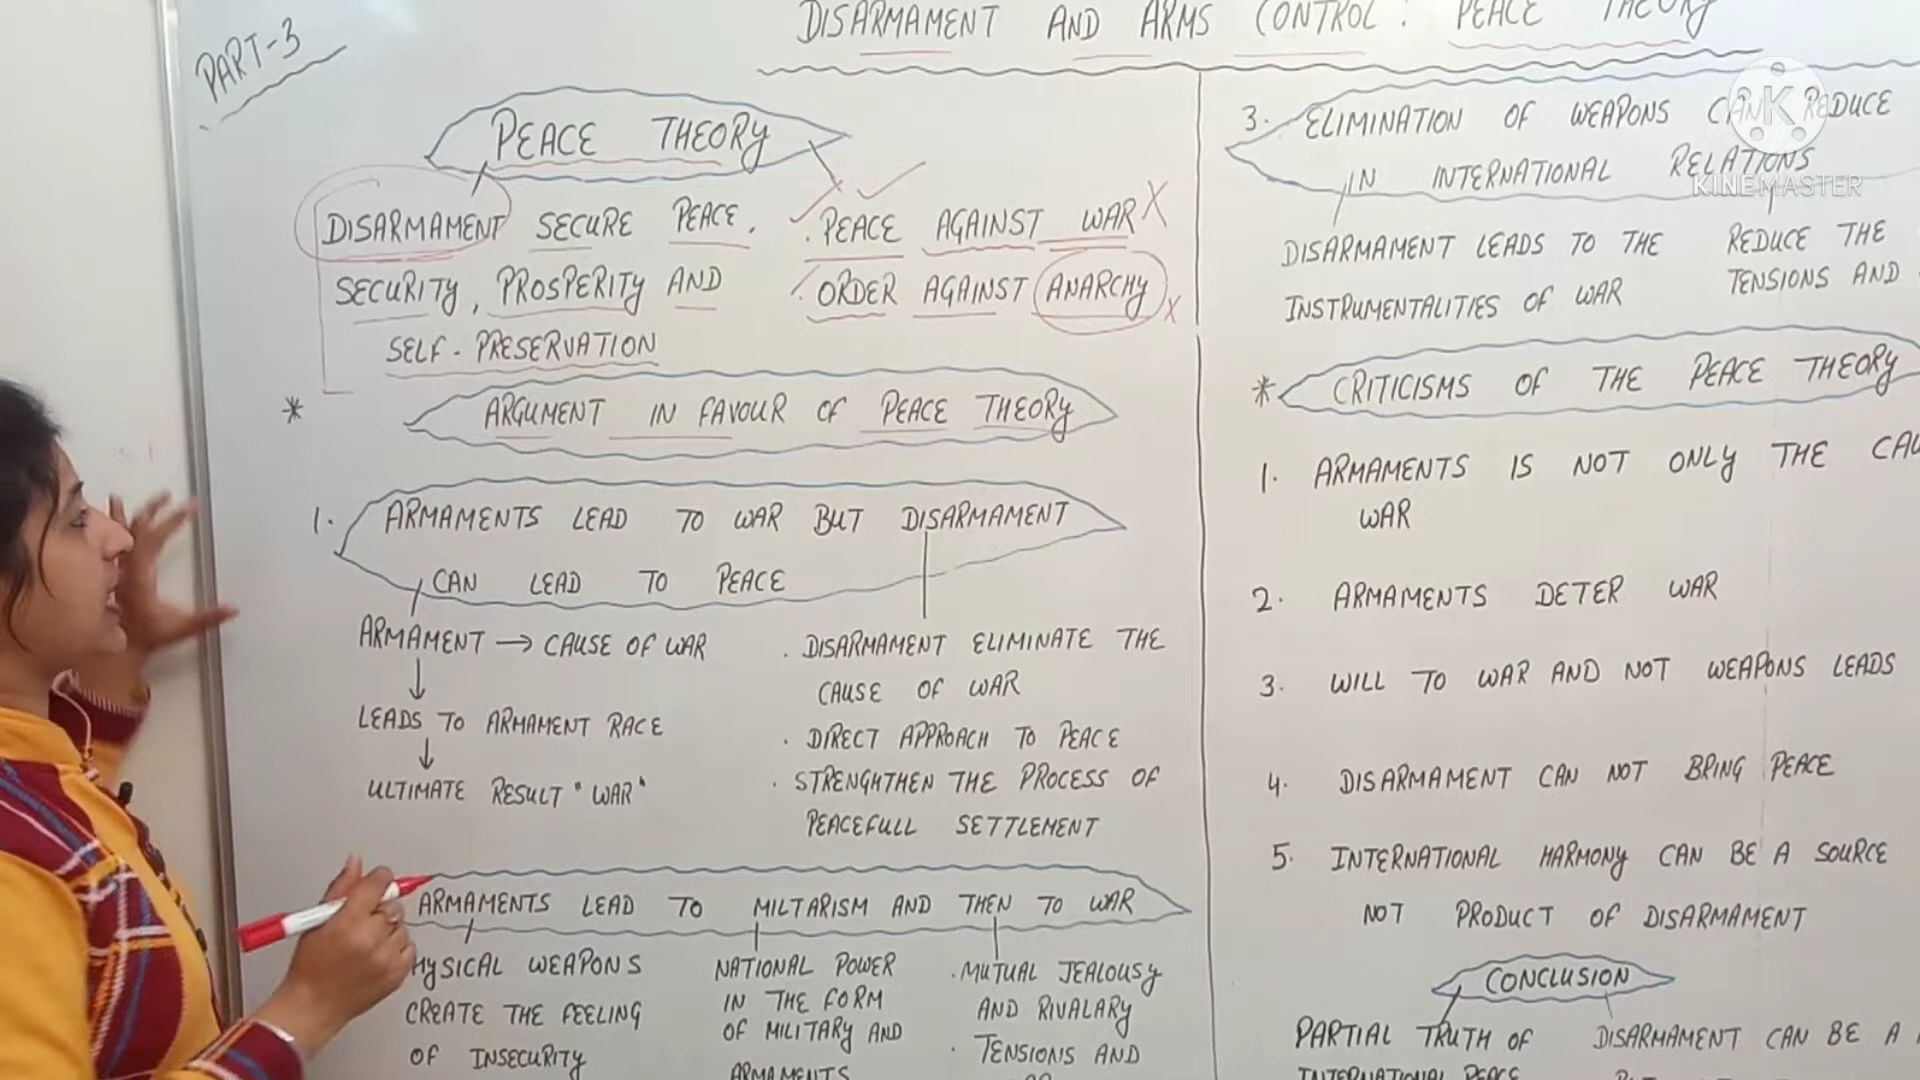 PART-3
DISARMAMENT AND ARMS CONTROL: PEACE THEORY
PEACE THEORY
DISARMAMENT SECURE PEACE,
SECURITY, PROSPERITY AND
SELF-PRESERVATION
. PEACE AGAINST WAR X
. ORDER AGAINST ANARCHY X
* ARGUMENT IN FAVOUR OF PEACE THEORY
1. ARMAMENTS LEAD TO WAR BUT DISARMAMENT
CAN LEAD TO PEACE
ARMAMENT → CAUSE OF WAR
↓
LEADS TO ARMAMENT RACE
↓
ULTIMATE RESULT "WAR"
. DISARMAMENT ELIMINATE THE
CAUSE OF WAR
. DIRECT APPROACH TO PEACE
. STRENGHTHEN THE PROCESS OF
PEACEFULL SETTLEMENT
ARMAMENTS LEAD TO MILTARISM AND THEN TO WAR
HYSICAL WEAPONS
CREATE THE FEELING
OF INSECURITY
NATIONAL POWER
IN THE FORM
OF MILITARY AND
ARMAMENTS
. MUTUAL JEALOUSY
AND RIVALARY
. TENSIONS AND
3. ELIMINATION OF WEAPONS CAN REDUCE
IN INTERNATIONAL RELATIONS
DISARMAMENT LEADS TO THE
INSTRUMENTALITIES OF WAR
REDUCE THE
TENSIONS AND
* CRITICISMS OF THE PEACE THEORY
1. ARMAMENTS IS NOT ONLY THE
WAR
2. ARMAMENTS DETER WAR
3. WILL TO WAR AND NOT WEAPONS LEADS
4. DISARMAMENT CAN NOT BRING PEACE
5. INTERNATIONAL HARMONY CAN BE A SOURCE
NOT PRODUCT OF DISARMAMENT
CONCLUSION
PARTIAL TRUTH OF
INTERNATIONAL PEACE
DISARMAMENT CAN BE A
K
KINEMASTER